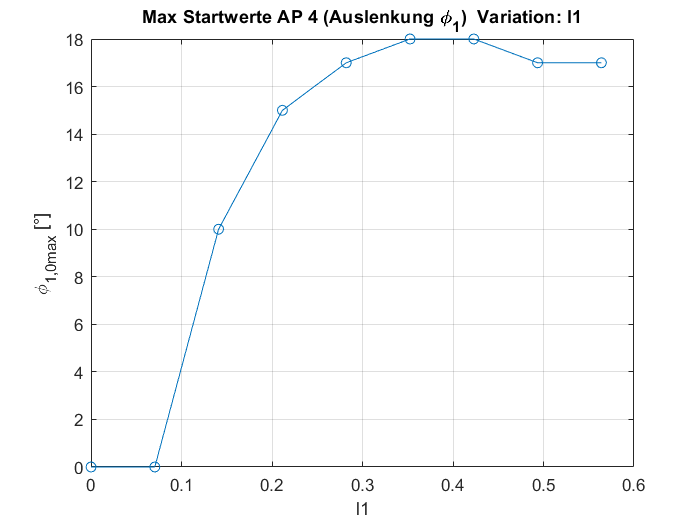 Max Startwerte AP 4 (Auslenkung ϕ₁) Variation: l1
18
16
14
12
10
8
6
4
2
0
ϕ₁,₀max [°]
0 0.1 0.2 0.3 0.4 0.5 0.6
l1